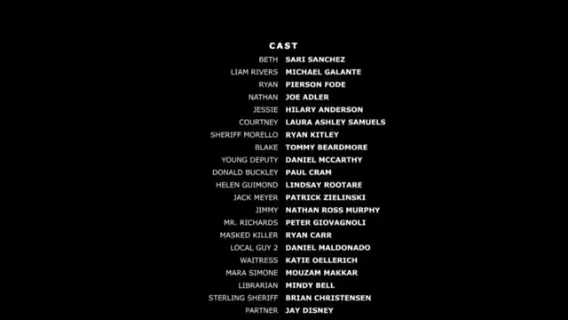 CAST
BETH SARI SANCHEZ
LIAM RIVERS MICHAEL GALANTE
RYAN PIERSON FODE
NATHAN JOE ADLER
JESSIE HILARY ANDERSON
COURTNEY LAURA ASHLEY SAMUELS
SHERIFF MORELLO RYAN KITLEY
BLAKE TOMMY BEARDMORE
YOUNG DEPUTY DANIEL MCCARTHY
DONALD BUCKLEY PAUL CRAM
HELEN GUIMOND LINDSAY ROOTARE
JACK MEYER PATRICK ZIELINSKI
JIMMY NATHAN ROSS MURPHY
MR. RICHARDS PETER GIOVAGNOLI
MASKED KILLER RYAN CARR
LOCAL GUY 2 DANIEL MALDONADO
WAITRESS KATIE OELLERICH
MARA SIMONE MOUZAM MAKKAR
LIBRARIAN MINDY BELL
STERLING SHERIFF BRIAN CHRISTENSEN
PARTNER JAY DISNEY